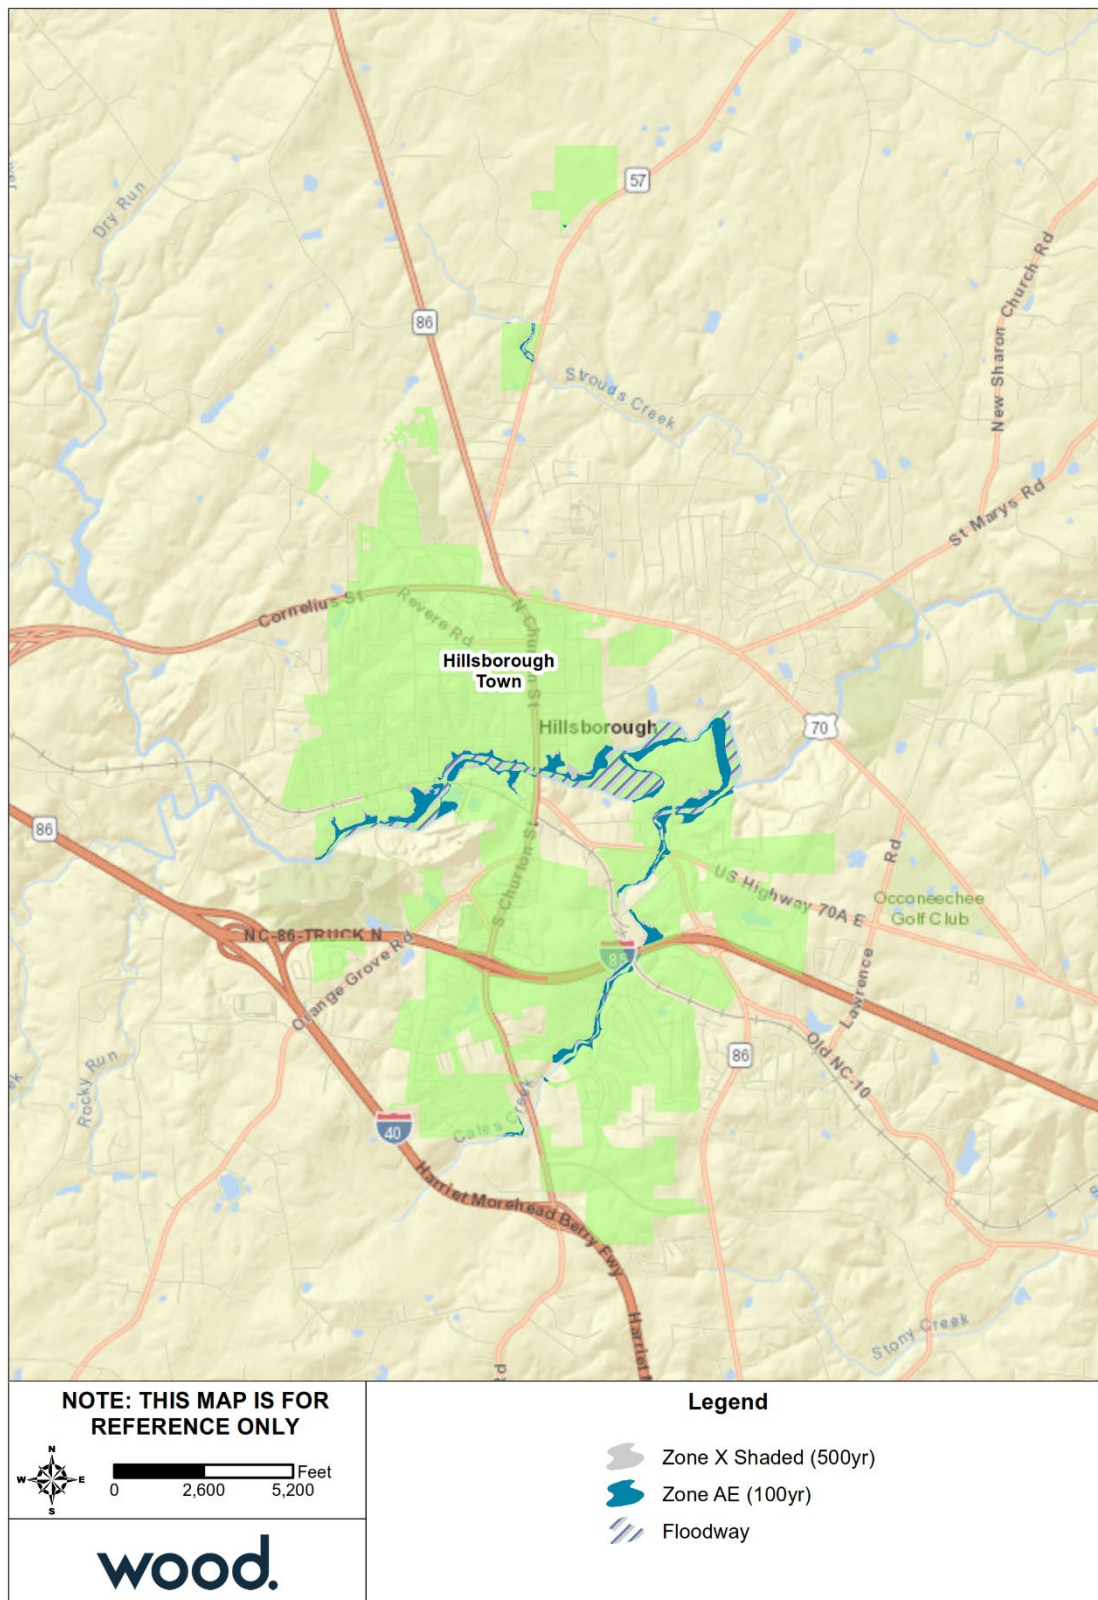 57
Dry Run
New Sharon Church Rd
86
Strouds Creek
St Marys Rd
Cornelius St
Revere Rd
N Churton St
Hillsborough
Town
Hillsborough
70
86
S Churton St
US Highway 70A E
Rd
Occoneechee
Golf Club
NC-86-TRUCK N
Orange Grove Rd
85
Lawrence
Old NC-10
86
Rocky Run
ek
Cates Creek
40
Harriet Morehead Berry Fwy
Harriet
Stony Creek
NOTE: THIS MAP IS FOR
REFERENCE ONLY
N
W
E
S
Feet
0
2,600
5,200
wood.
Legend
Zone X Shaded (500yr)
Zone AE (100yr)
Floodway